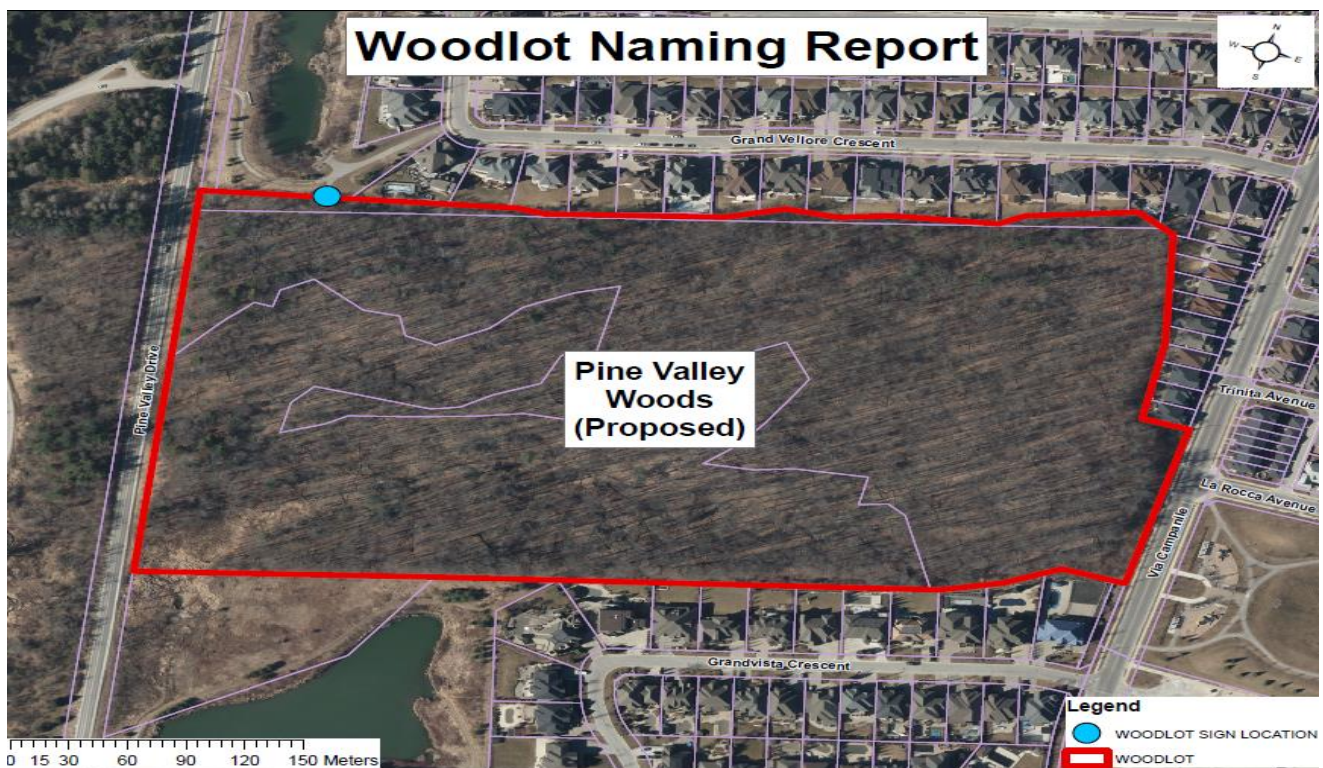 Woodlot Naming Report
N
W
E
S
Grand Vellore Crescent
Pine Valley Drive
Pine Valley
Woods
(Proposed)
Trinita Avenue
La Rocca Avenue
Via Campanile
Grandvista Crescent
Legend
WOODLOT SIGN LOCATION
WOODLOT
0 15 30 60 90 120 150 Meters